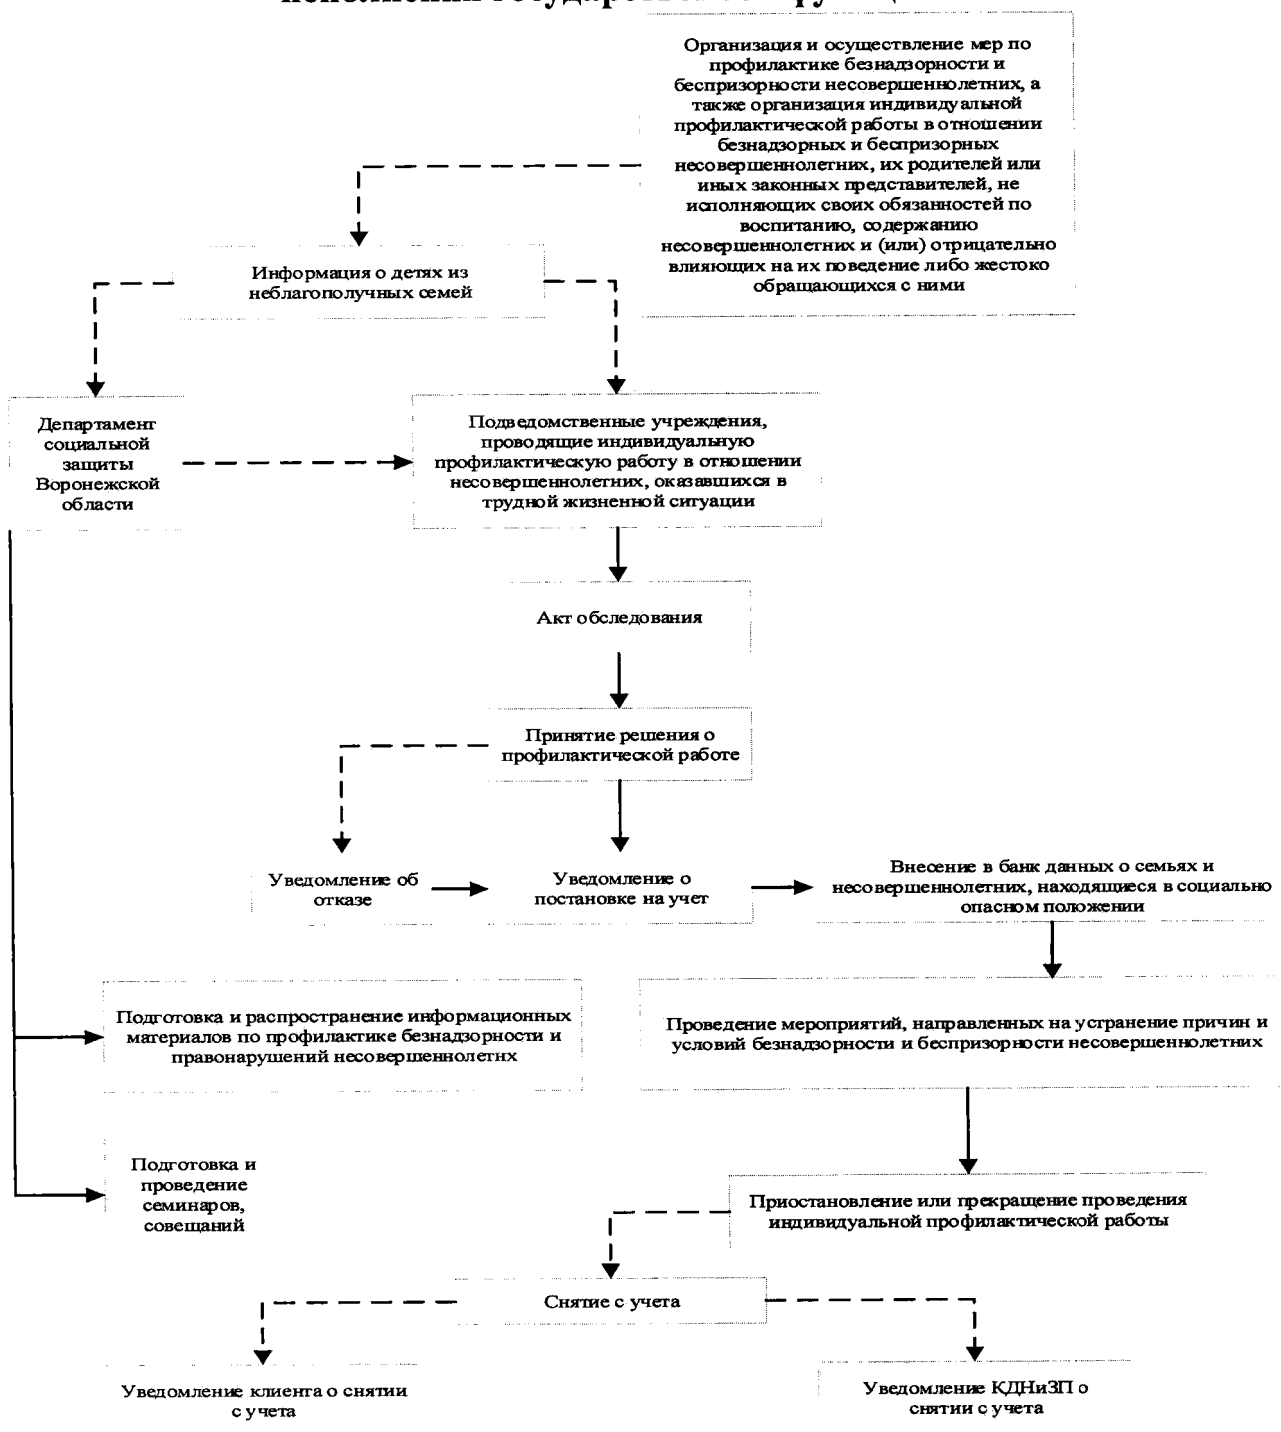 Организация и осуществление мер по
профилактике безнадзорности и
беспризорности несовершеннолетних, а
также организация индивидуальной
профилактической работы в отношении
безнадзорных и беспризорных
несовершеннолетних, их родителей или
иных законных представителей, не
исполняющих своих обязанностей по
воспитанию, содержанию
несовершеннолетних и (или) отрицательно
влияющих на их поведение либо жестоко
обращающихся с ними
Информация о детях из
неблагополучных семей
Департамент
социальной
защиты
Воронежской
области
Подведомственные учреждения,
проводящие индивидуальную
профилактическую работу в отношении
несовершеннолетних, оказавшихся в
трудной жизненной ситуации
Акт обследования
Принятие решения о
профилактической работе
Уведомление об
отказе
Уведомление о
постановке на учет
Внесение в банк данных о семьях и
несовершеннолетних, находящиеся в социально
опасном положении
Подготовка и распространение информационных
материалов по профилактике безнадзорности и
правонарушений несовершеннолетнх
Проведение мероприятий, направленных на устранение причин и
условий безнадзорности и беспризорности несовершеннолетних
Подготовка и
проведение
семинаров,
совещаний
Приостановление или прекращение проведения
индивидуальной профилактической работы
Снятие с учета
Уведомление клиента о снятии
с учета
Уведомление КДНиЗП о
снятии с учета